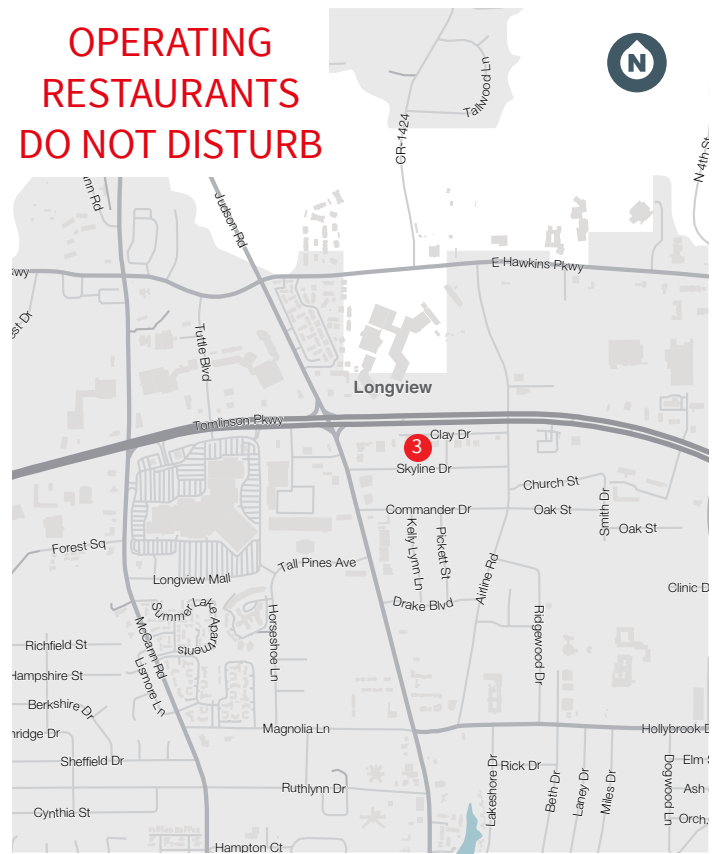 OPERATING
RESTAURANTS
DO NOT DISTURB
N
Tallwood Ln
CR-1424
N 4th St
Judson Rd
E Hawkins Pkwy
Tuttle Blvd
Longview
Tomlinson Pkwy
3
Clay Dr
Skyline Dr
Church St
Smith Dr
Commander Dr
Oak St
Oak St
Kelly Lynn Ln
Pickett St
Forest Sq
Tall Pines Ave
Airline Rd
Longview Mall
Clinic D
Drake Blvd
Summer Lake Apartments
Horseshoe Ln
Ridgewood Dr
McCann Rd
Richfield St
Lismore Ln
Hampshire St
Berkshire Dr
Magnolia Ln
Hollybrook D
nridge Dr
Sheffield Dr
Lakeshore Dr
Rick Dr
Beth Dr
Laney Dr
Miles Dr
Dogwood Ln
Elm S
Ruthlynn Dr
Ash
Cynthia St
Orch.
Hampton Ct